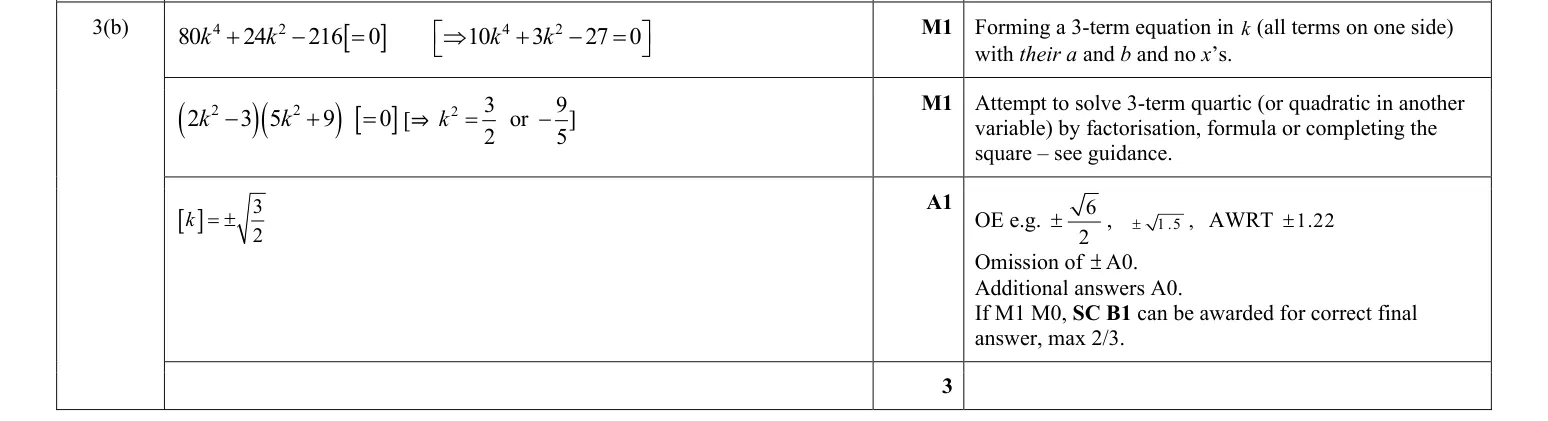 3(b)
80k⁴ + 24k² − 216[= 0] [⇒ 10k⁴ + 3k² − 27 = 0]
M1
Forming a 3-term equation in k (all terms on one side)
with their a and b and no x’s.
(2k² − 3)(5k² + 9) [= 0] [⇒ k² = 3/2 or −9/5]
M1
Attempt to solve 3-term quartic (or quadratic in another
variable) by factorisation, formula or completing the
square – see guidance.
[k] = ±√(3/2)
A1
OE e.g. ±√6/2, ±√1.5, AWRT ±1.22
Omission of ± A0.
Additional answers A0.
If M1 M0, SC B1 can be awarded for correct final
answer, max 2/3.
3